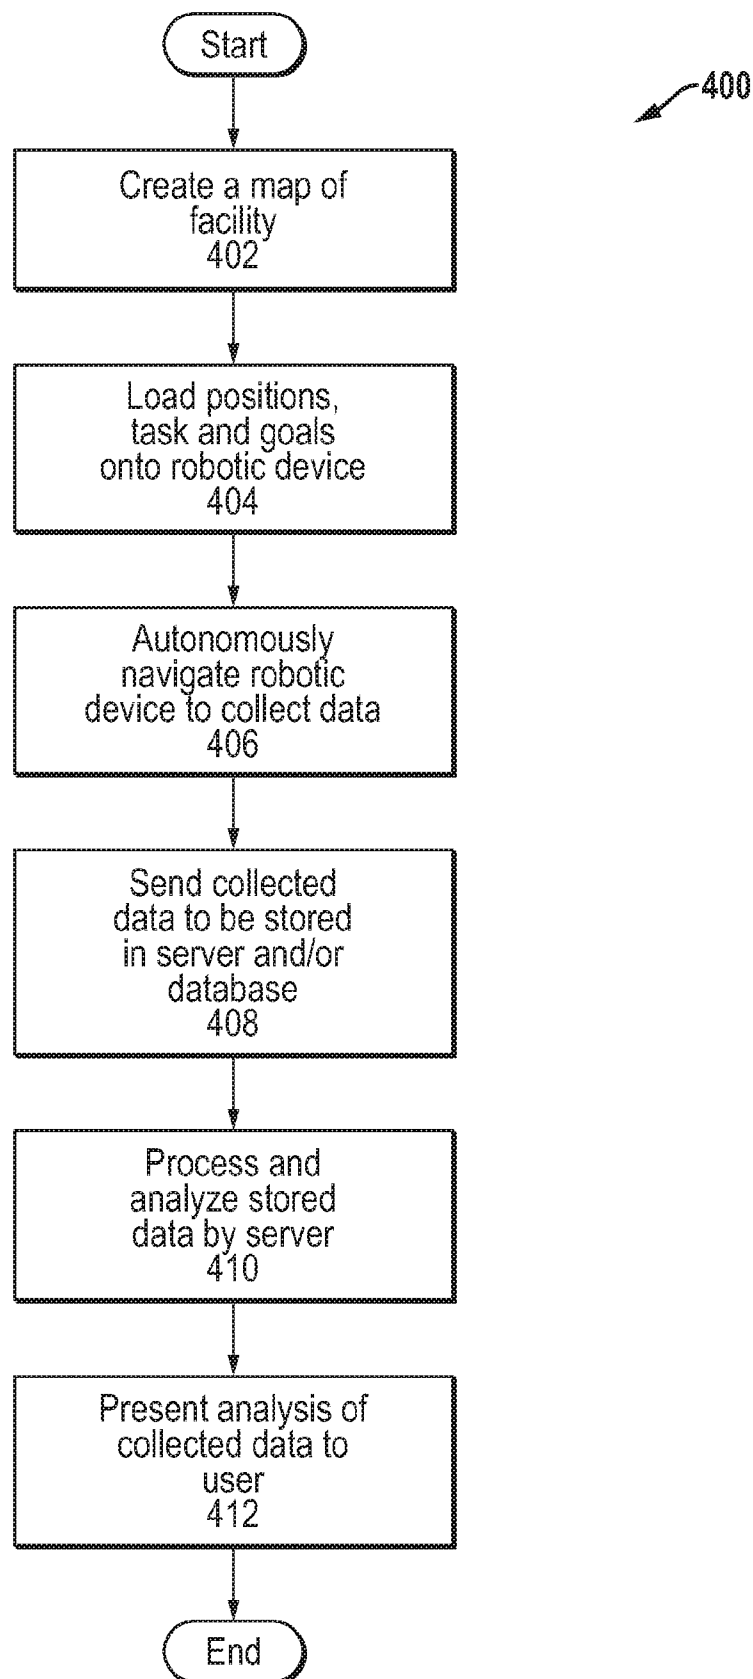 Start
400
Create a map of
facility
402
Load positions,
task and goals
onto robotic device
404
Autonomously
navigate robotic
device to collect data
406
Send collected
data to be stored
in server and/or
database
408
Process and
analyze stored
data by server
410
Present analysis of
collected data to
user
412
End